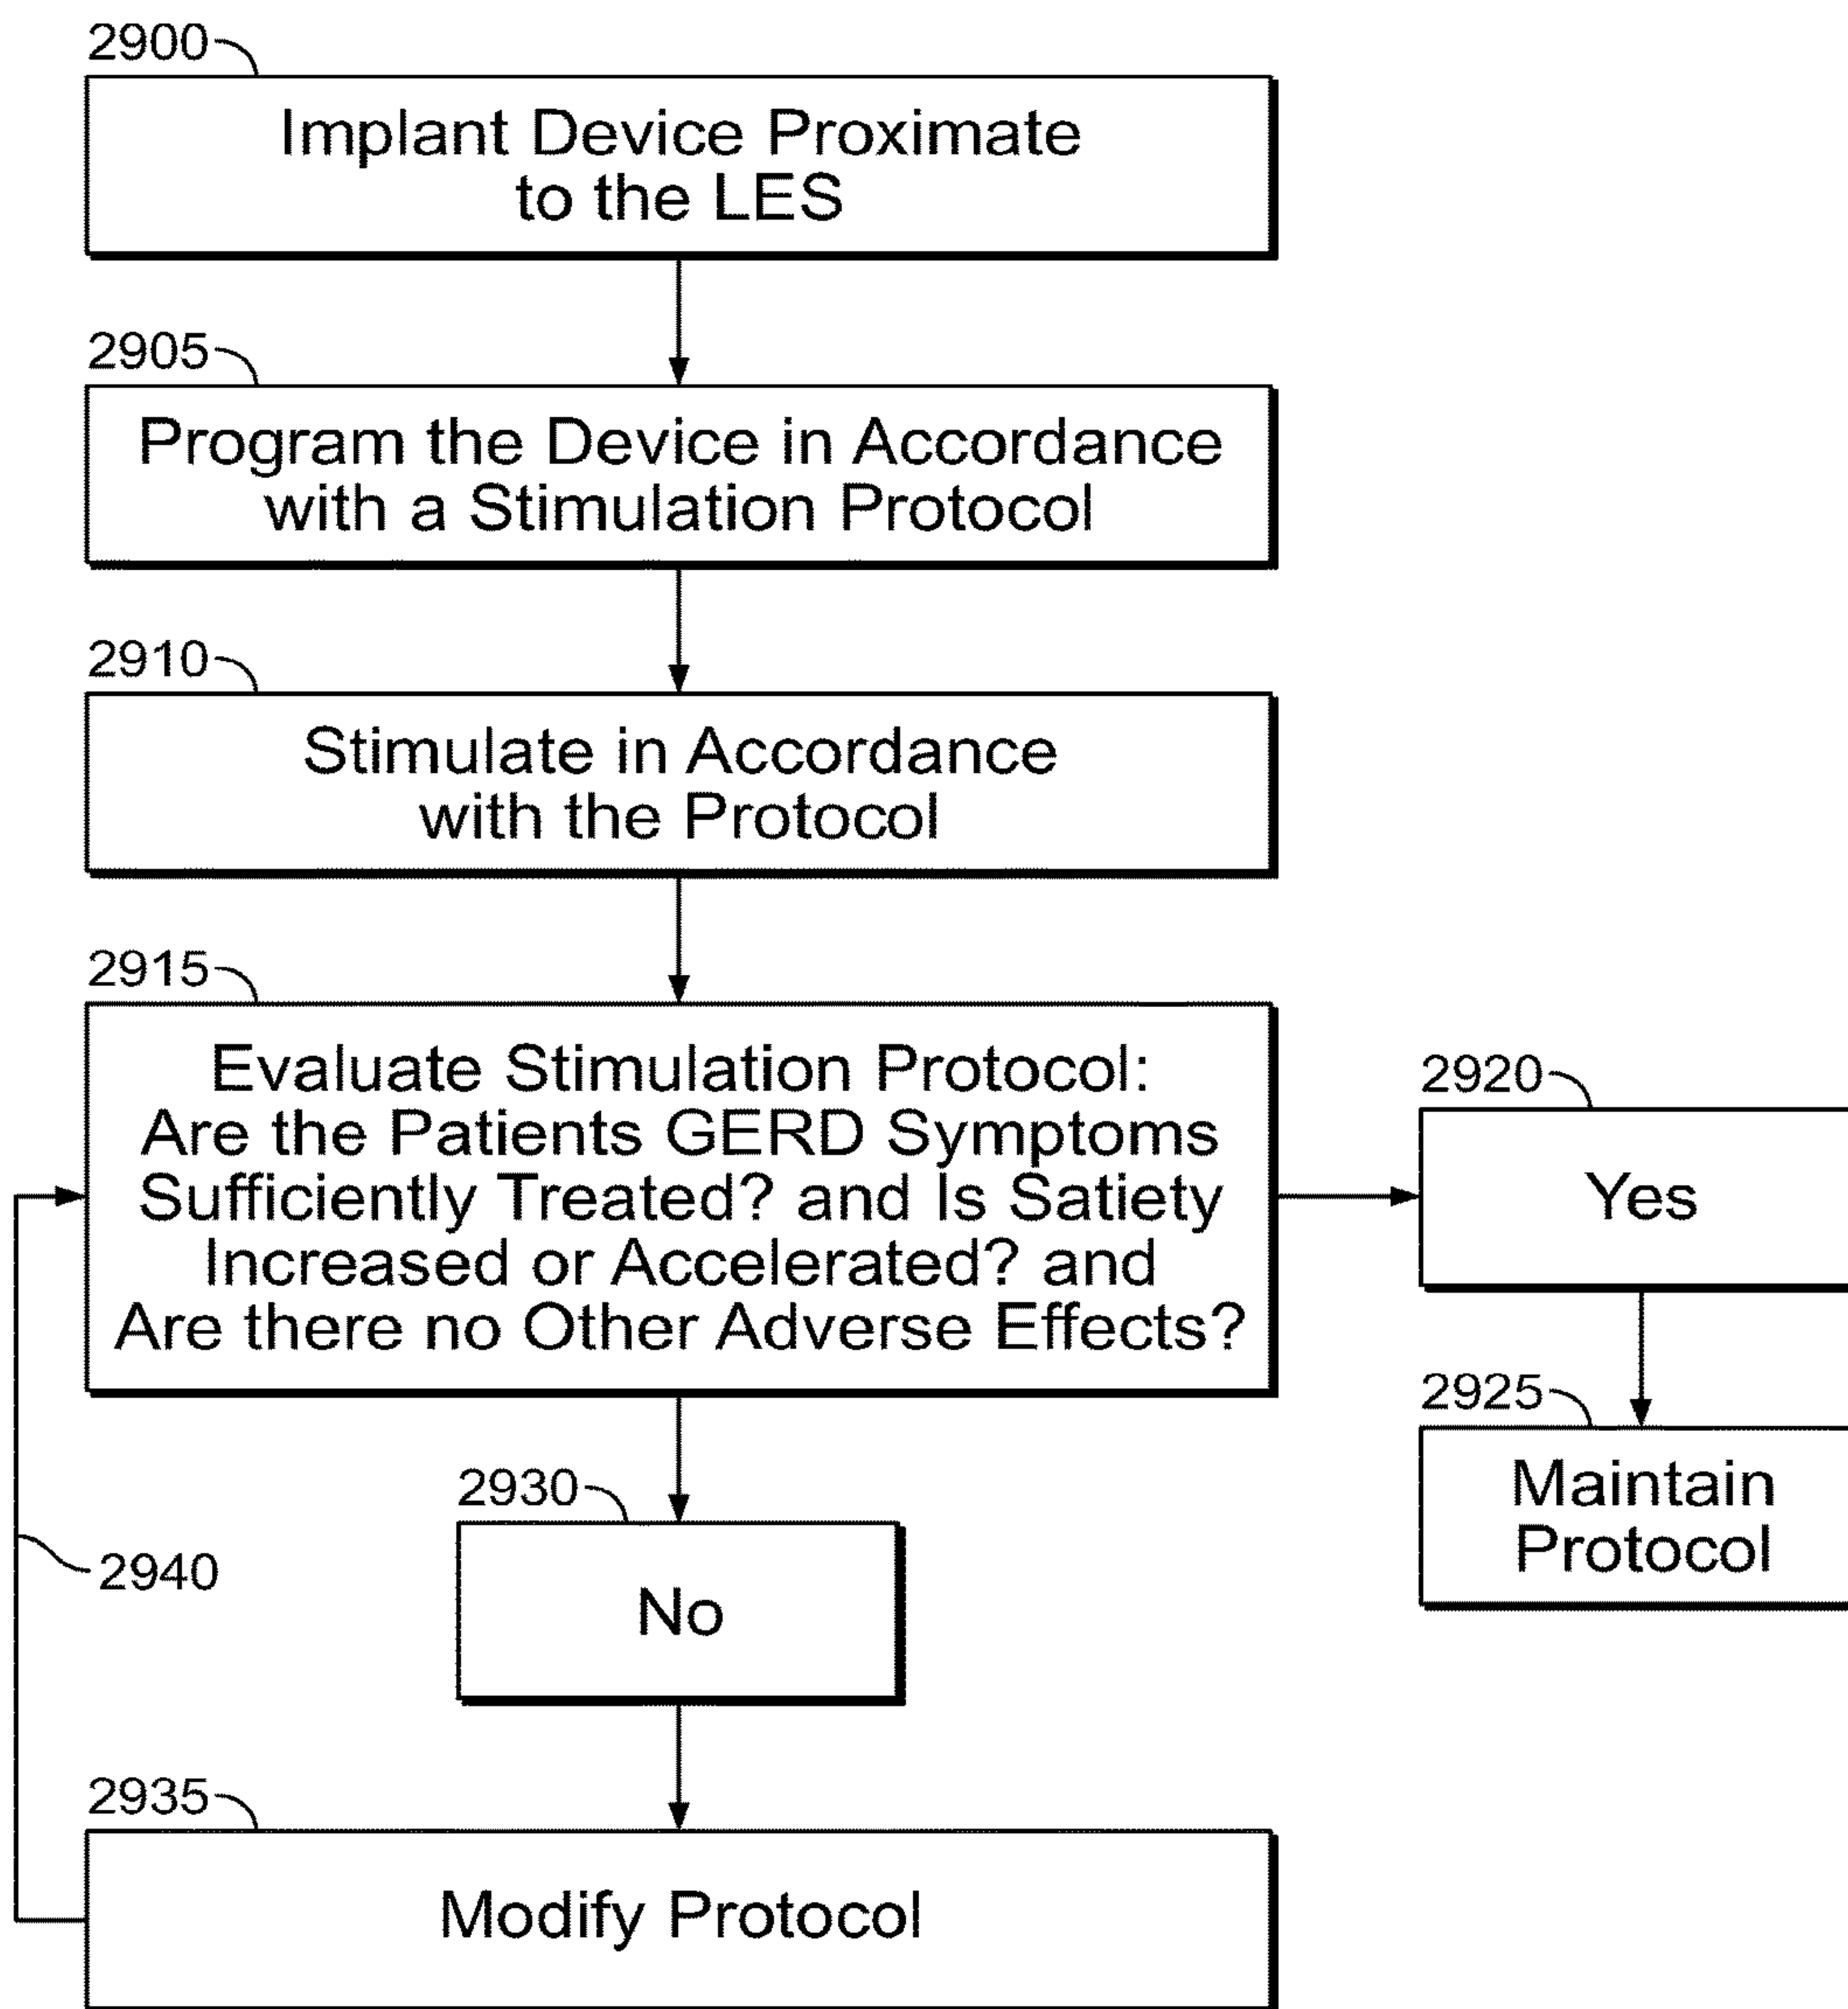 2900
Implant Device Proximate
to the LES
2905
Program the Device in Accordance
with a Stimulation Protocol
2910
Stimulate in Accordance
with the Protocol
2915
Evaluate Stimulation Protocol:
Are the Patients GERD Symptoms
Sufficiently Treated? and Is Satiety
Increased or Accelerated? and
Are there no Other Adverse Effects?
2920
Yes
2925
Maintain
Protocol
2930
No
2940
2935
Modify Protocol